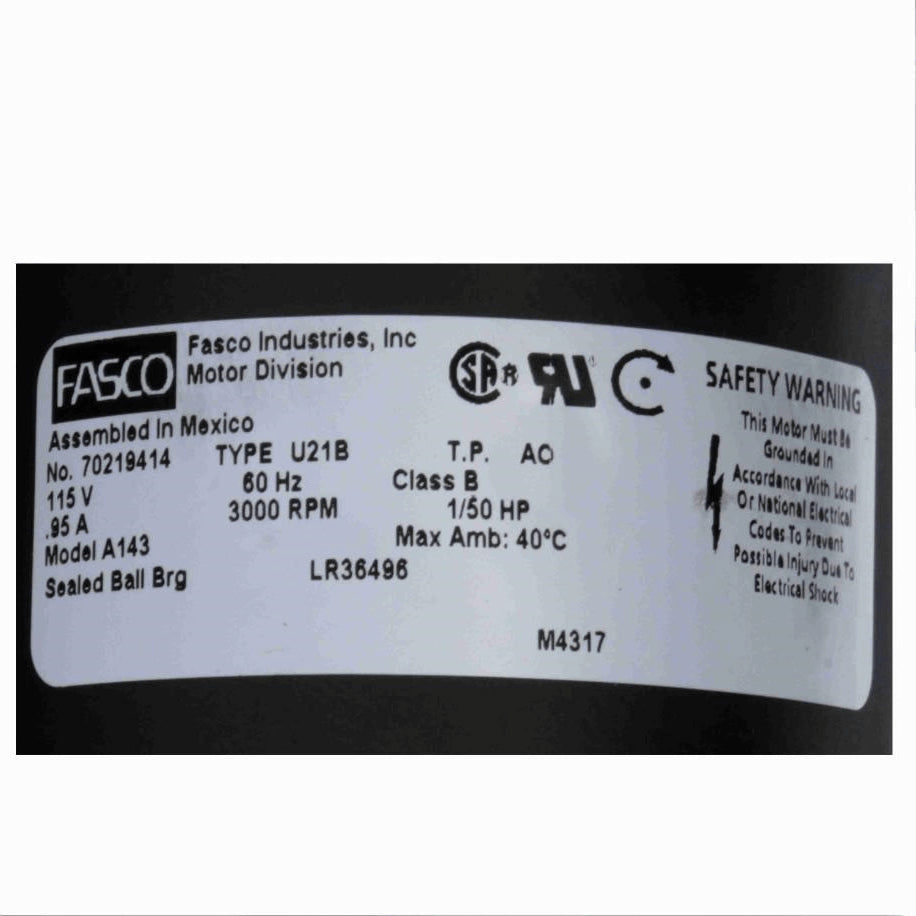 FASCO
Fasco Industries, Inc
Motor Division
Assembled In Mexico
No. 70219414 TYPE U21B T.P. AO
115 V 60 Hz Class B
.95 A 3000 RPM 1/50 HP
Model A143 Max Amb: 40°C
Sealed Ball Brg LR36496
M4317
SAFETY WARNING
This Motor Must Be
Grounded In
Accordance With Local
Or National Electrical
Codes To Prevent
Possible Injury Due To
Electrical Shock